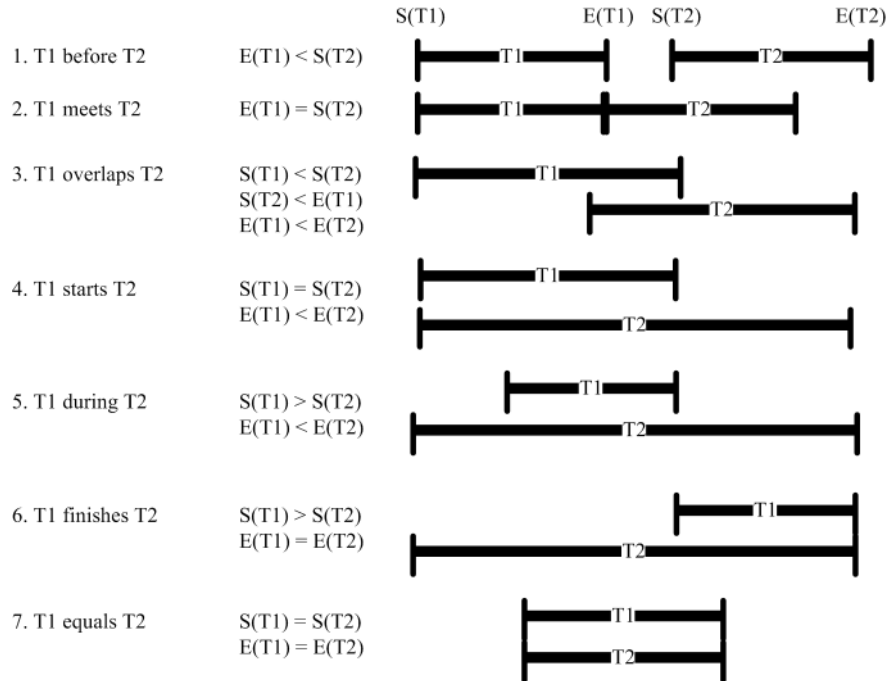 S(T1) E(T1) S(T2) E(T2)
1. T1 before T2 E(T1) < S(T2) T1 T2
2. T1 meets T2 E(T1) = S(T2) T1 T2
3. T1 overlaps T2 S(T1) < S(T2) T1
S(T2) < E(T1)
E(T1) < E(T2) T2
T1
4. T1 starts T2 S(T1) = S(T2)
E(T1) < E(T2) T2
T1
5. T1 during T2 S(T1) > S(T2)
E(T1) < E(T2) T2
T1
6. T1 finishes T2 S(T1) > S(T2)
E(T1) = E(T2) T2
7. T1 equals T2 S(T1) = S(T2) T1
E(T1) = E(T2) T2